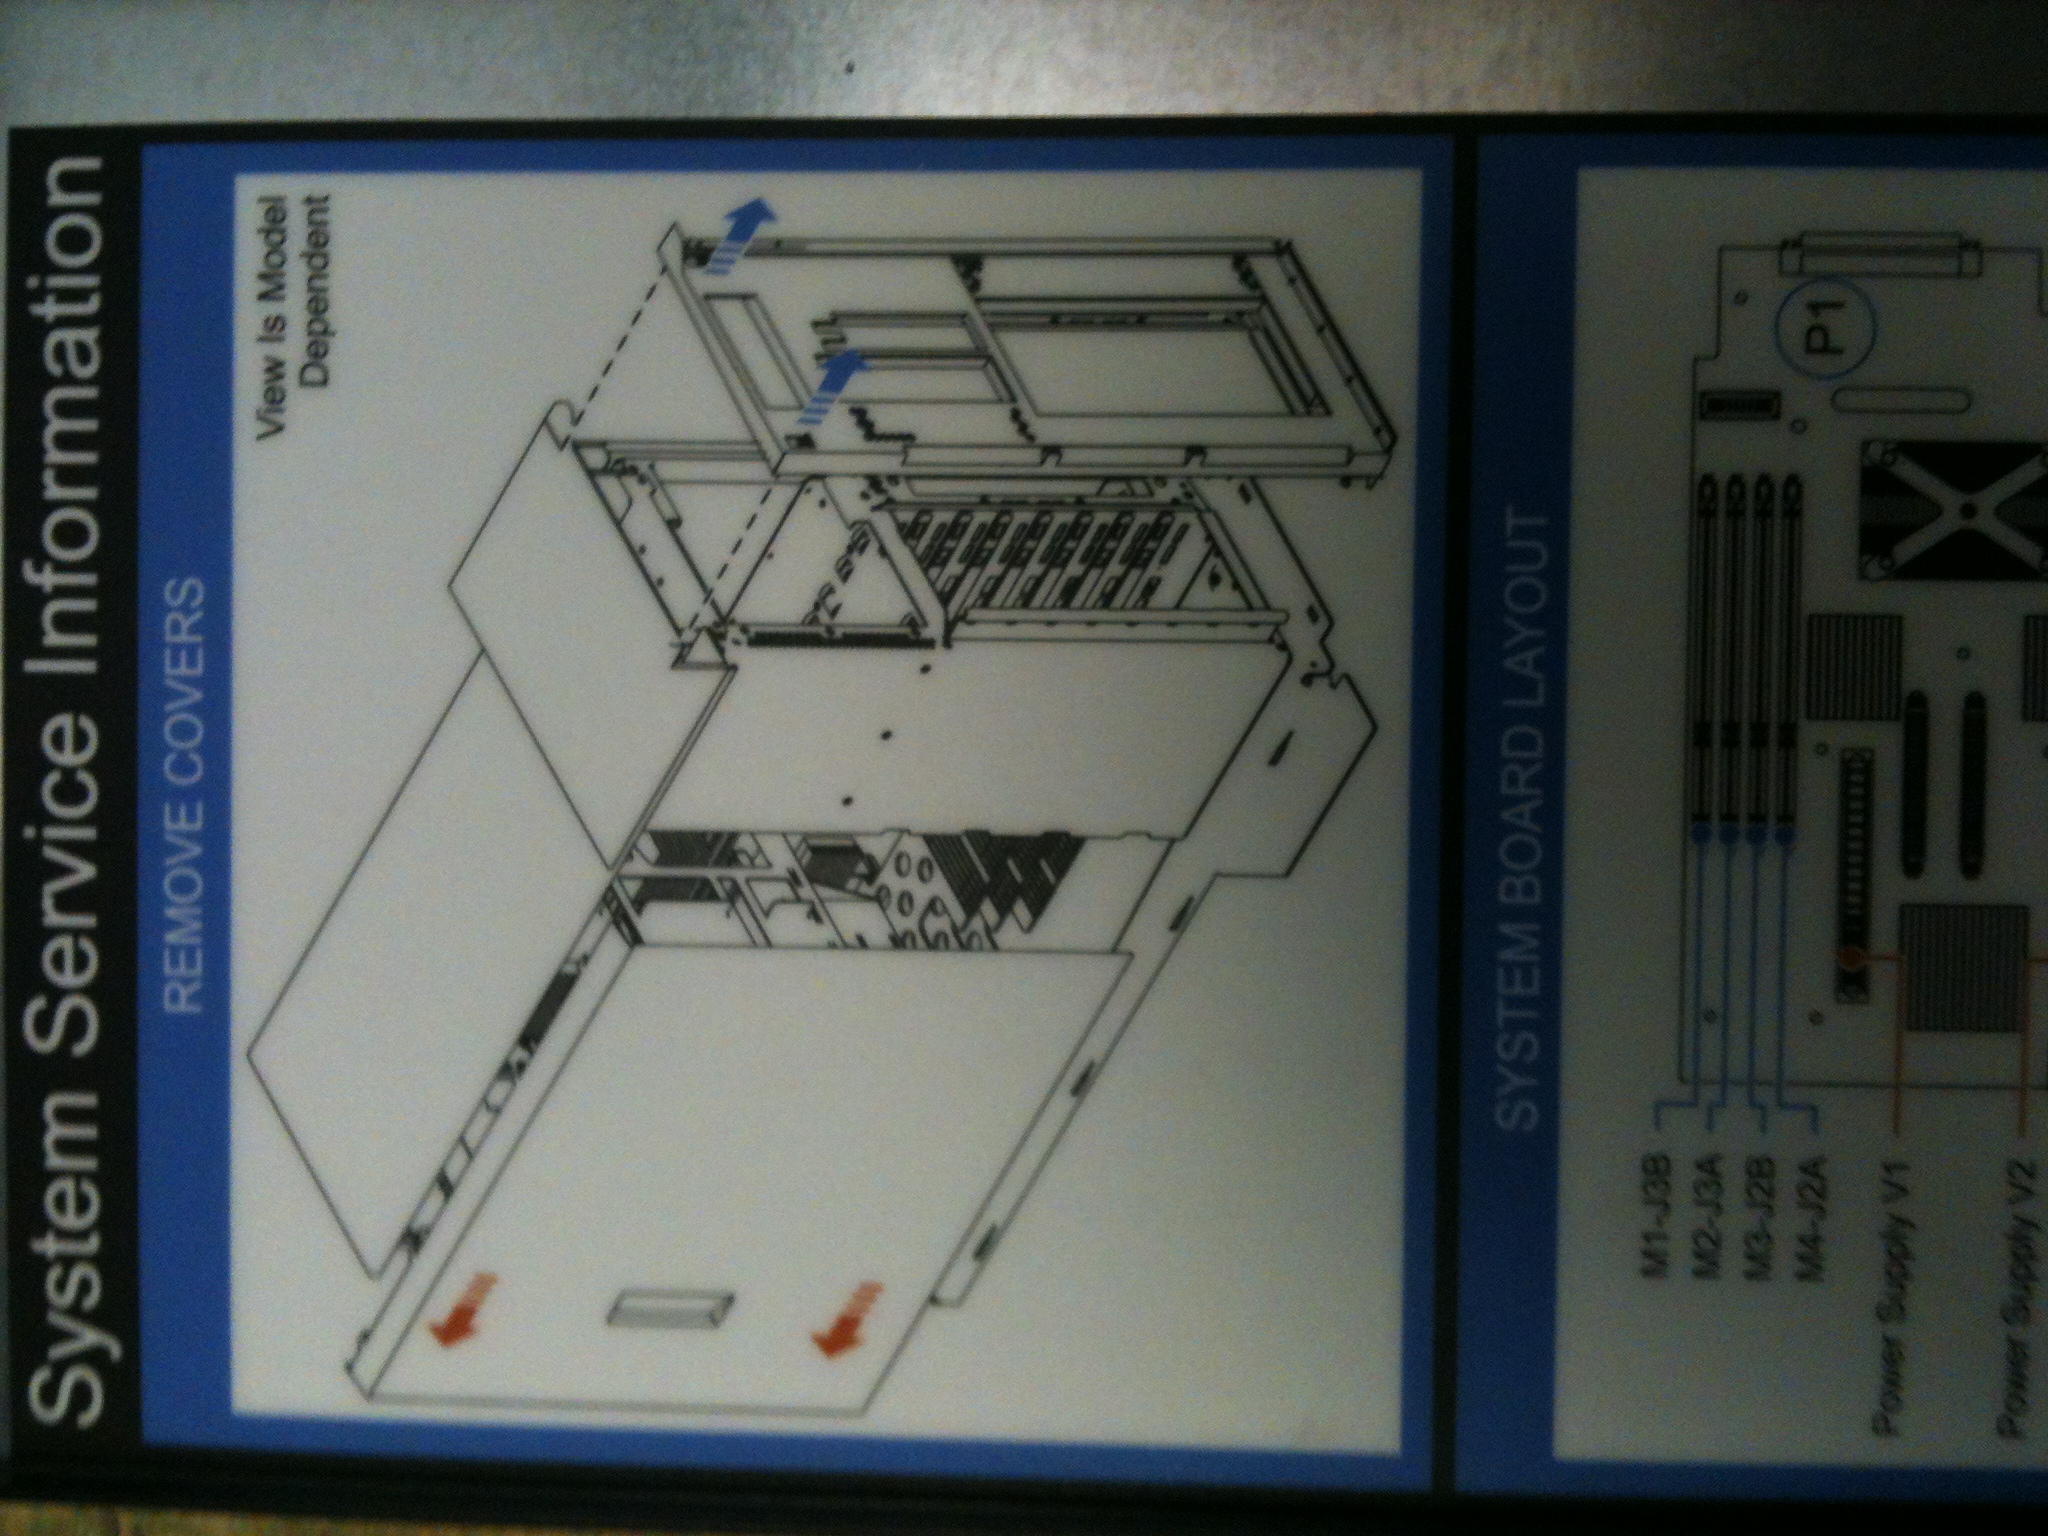 System Service Information
REMOVE COVERS
View Is Model
Dependent
SYSTEM BOARD LAYOUT
M1-J3B
M2-J3A
M3-J2B
M4-J2A
P1
Power Supply V1
Power Supply V2